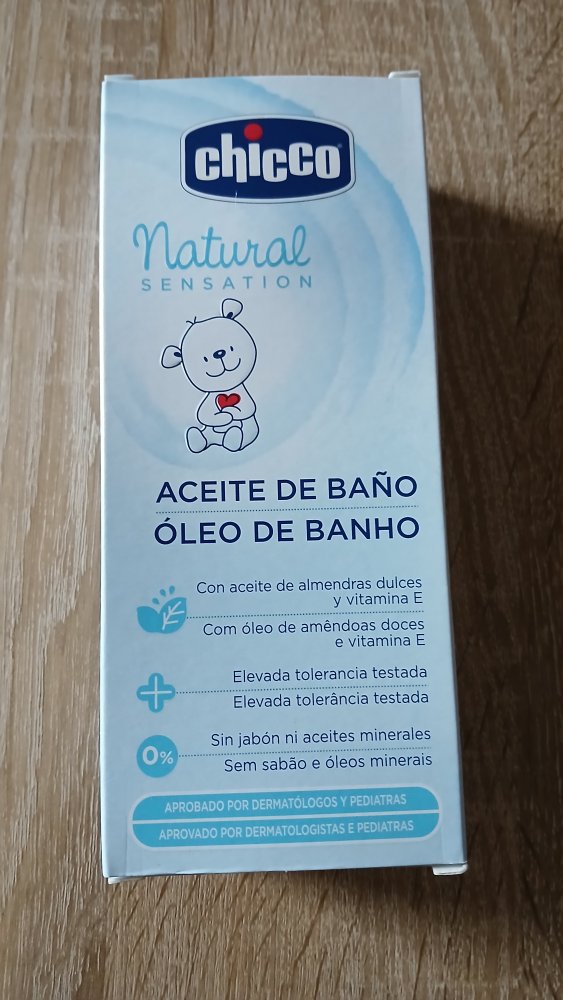 chicco
Natural
SENSATION
ACEITE DE BAÑO
ÓLEO DE BANHO
Con aceite de almendras dulces
y vitamina E
Com óleo de amêndoas doces
e vitamina E
Elevada tolerancia testada
Elevada tolerância testada
0%
Sin jabón ni aceites minerales
Sem sabão e óleos minerais
APROBADO POR DERMATÓLOGOS Y PEDIATRAS
APROVADO POR DERMATOLOGISTAS E PEDIATRAS